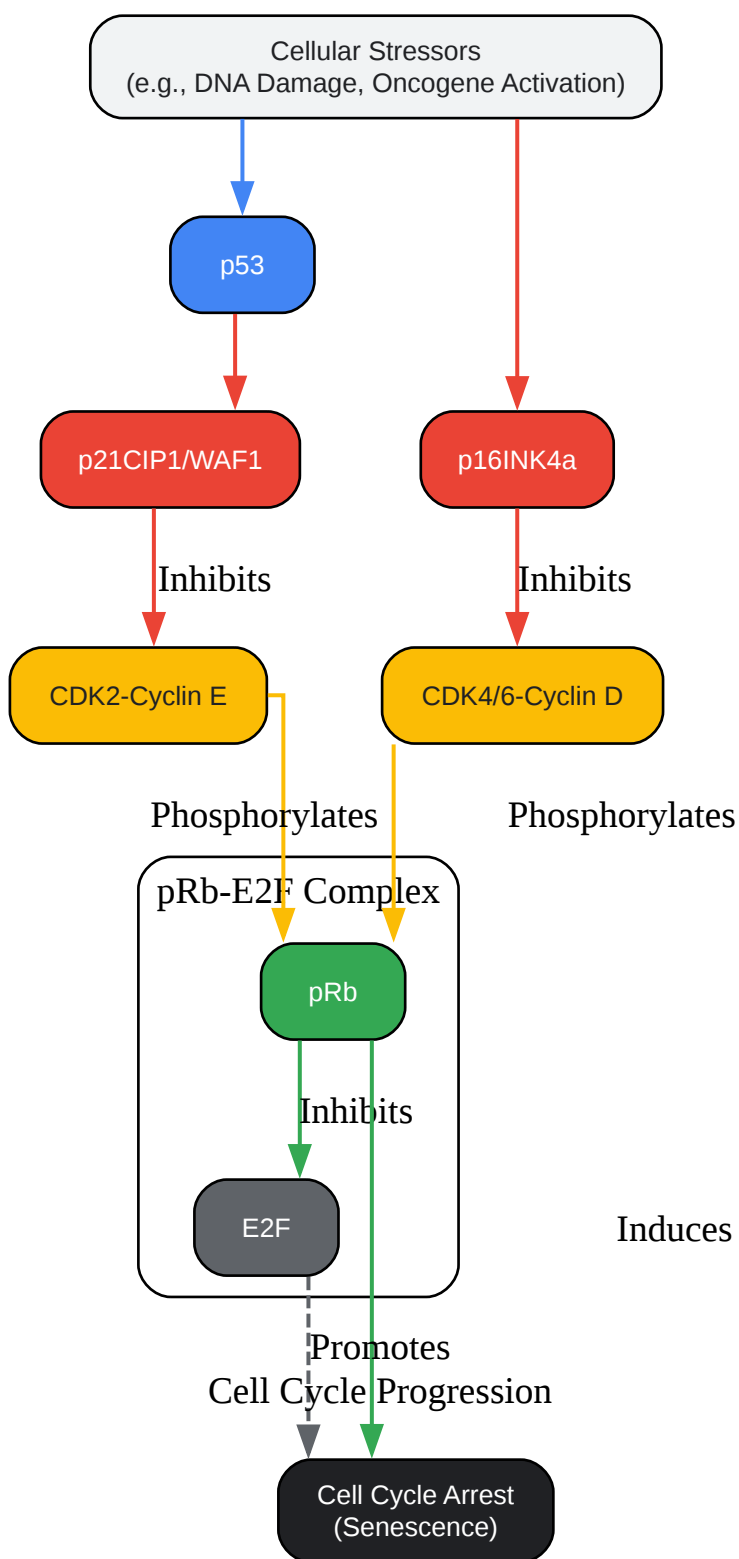 Cellular Stressors
(e.g., DNA Damage, Oncogene Activation)
p53
p21CIP1/WAF1
p16INK4a
Inhibits
Inhibits
CDK2-Cyclin E
CDK4/6-Cyclin D
Phosphorylates
Phosphorylates
pRb-E2F Complex
pRb
Inhibits
E2F
Induces
Promotes
Cell Cycle Progression
Cell Cycle Arrest
(Senescence)